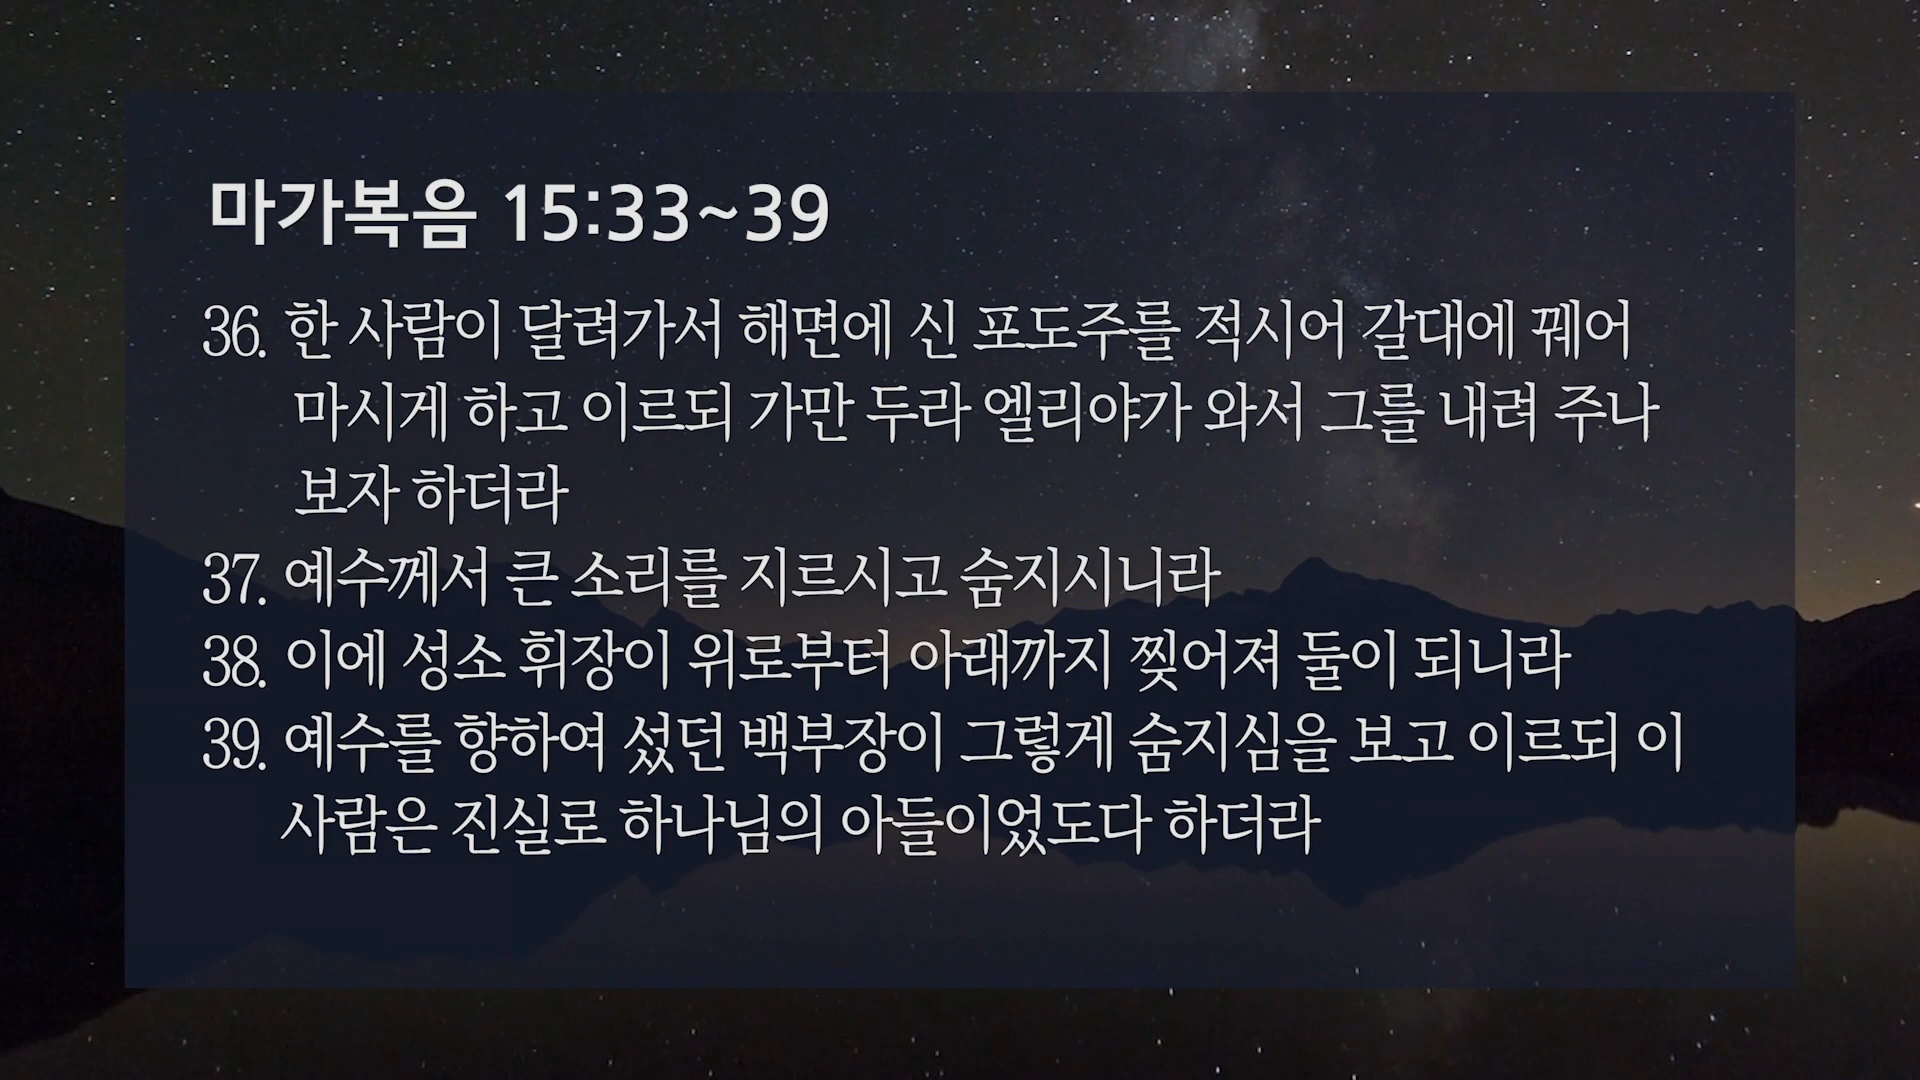 마가복음 15:33~39
36. 한 사람이 달려가서 해면에 신 포도주를 적시어 갈대에 꿰어
마시게 하고 이르되 가만 두라 엘리야가 와서 그를 내려 주나
보자 하더라
37. 예수께서 큰 소리를 지르시고 숨지시니라
38. 이에 성소 휘장이 위로부터 아래까지 찢어져 둘이 되니라
39. 예수를 향하여 섰던 백부장이 그렇게 숨지심을 보고 이르되 이
사람은 진실로 하나님의 아들이었도다 하더라